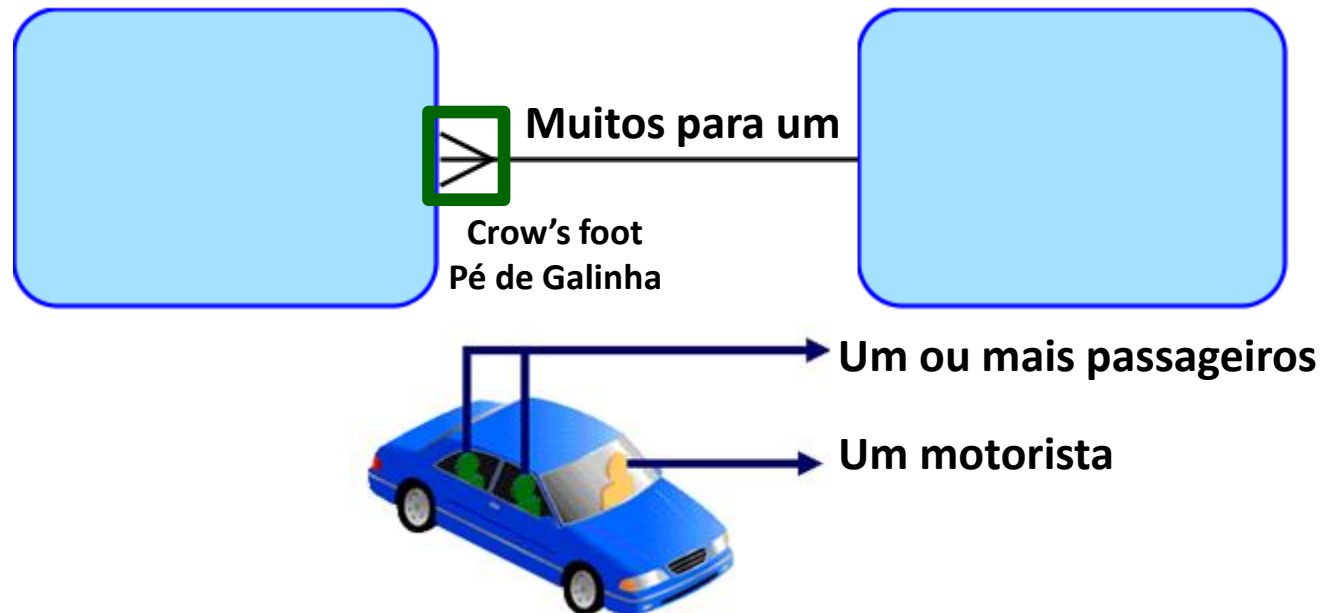 Muitos para um
Crow’s foot
Pé de Galinha
Um ou mais passageiros
Um motorista